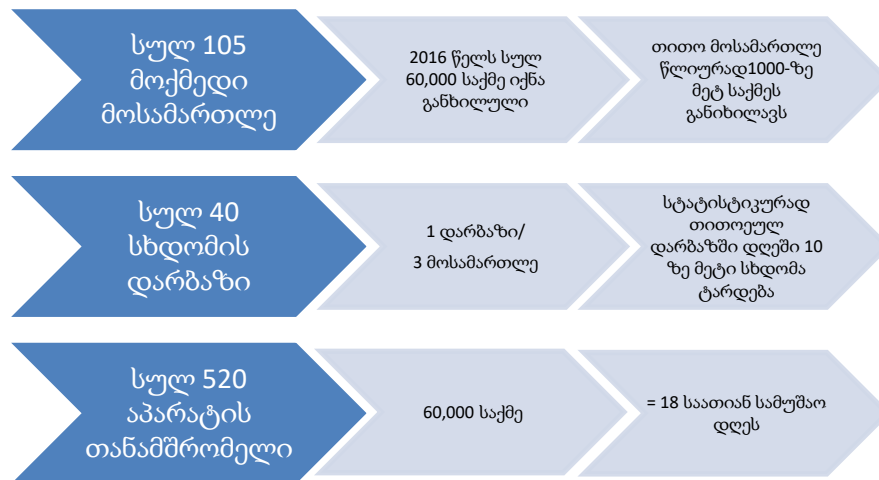 სულ 105
მოქმედი
მოსამართლე
2016 წელს სულ
60,000 საქმე იქნა
განხილული
თითო მოსამართლე
წლიურად1000-ზე
მეტ საქმეს
განიხილავს
სულ 40
სხდომის
დარბაზი
1 დარბაზი/
3 მოსამართლე
სტატისტიკურად
თითოეულ
დარბაზში დღეში 10
ზე მეტი სხდომა
ტარდება
სულ 520
აპარატის
თანამშრომელი
60,000 საქმე
= 18 საათიან სამუშაო
დღეს